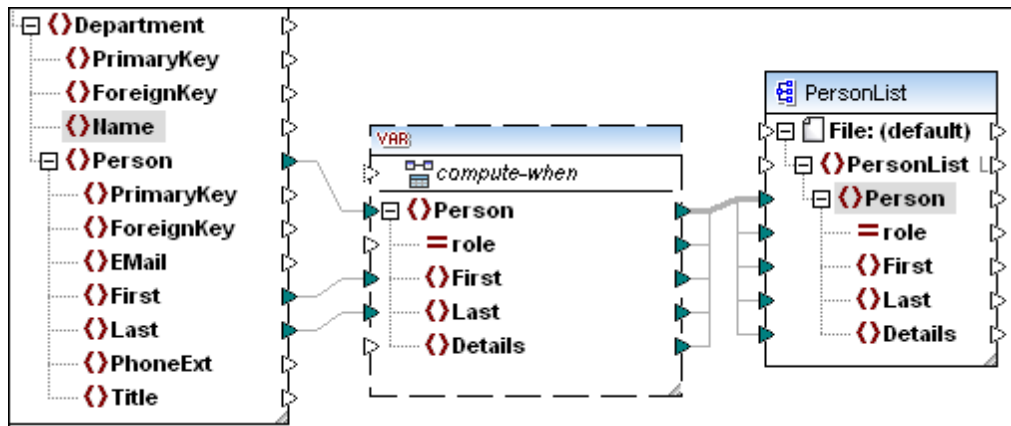 Department
PrimaryKey
ForeignKey
Name
Person
PrimaryKey
ForeignKey
EMail
First
Last
PhoneExt
Title
VAR
compute-when
Person
role
First
Last
Details
PersonList
File: (default)
PersonList
Person
role
First
Last
Details